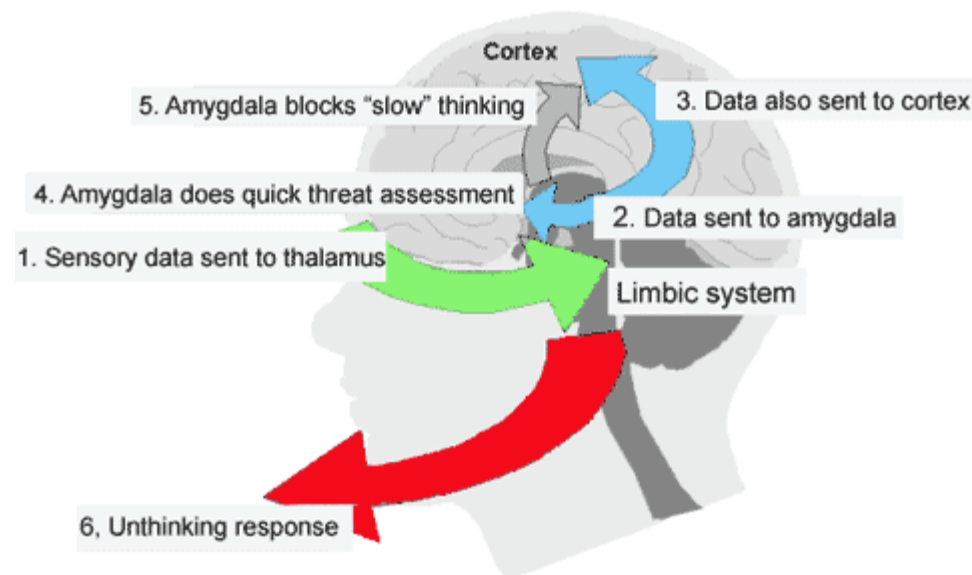 Cortex
5. Amygdala blocks “slow” thinking
3. Data also sent to cortex
4. Amygdala does quick threat assessment
2. Data sent to amygdala
1. Sensory data sent to thalamus
Limbic system
6, Unthinking response